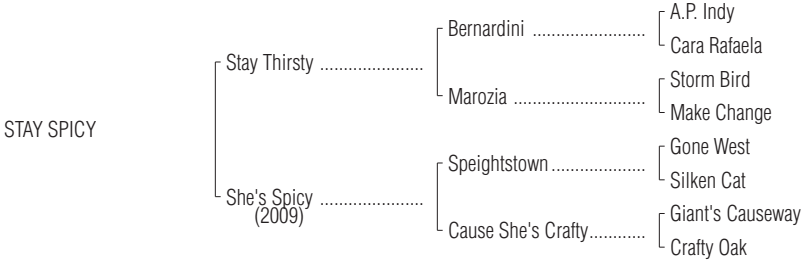 A.P. Indy
Bernardini ........................
Cara Rafaela
Stay Thirsty ......................
Storm Bird
Marozia ............................
Make Change
STAY SPICY
Gone West
Speightstown....................
Silken Cat
She's Spicy ......................
(2009)
Giant's Causeway
Cause She's Crafty............
Crafty Oak